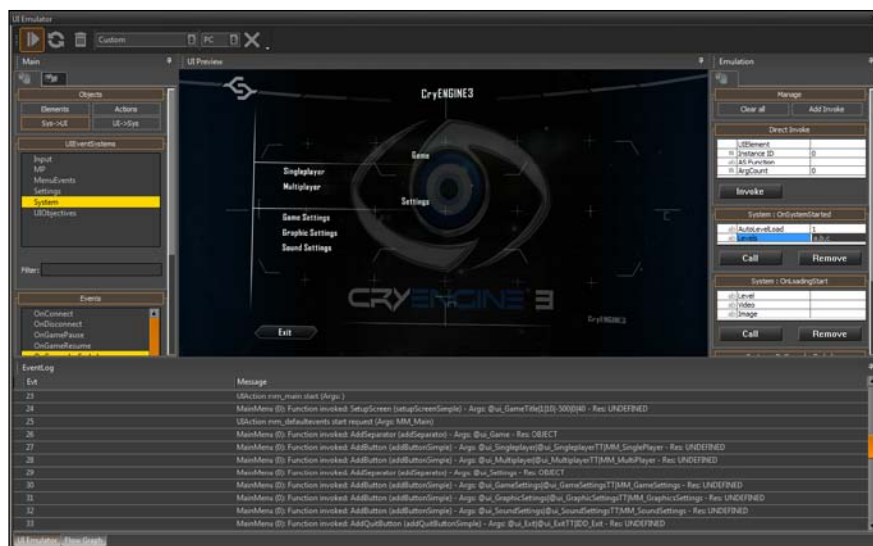 UI Emulator
Custom PC
Main
Objects
Elements Actions
Sys->UI UI->Sys
UIEventSystems
Input
MP
MenuEvents
Settings
System
UIObjectives
Filter:
Events
OnConnect
OnDisconnect
OnGamePause
OnGameResume
UI Preview
CryENGINE3
Game
Singleplayer
Multiplayer
Settings
Game Settings
Graphic Settings
Sound Settings
CRYENGINE 3
CryENGINE3
Exit
Emulation
Manage
Clear all Add Invoke
Direct Invoke
UIElement
Instance ID 0
AS Function
ArgCount 0
Invoke
System : OnSystemStarted
AutoLevelLoad 1
Levels a,b,c
Call Remove
System : OnLoadingStart
Level
Video
Image
Call Remove
EventLog
Evt Message
23 UIAction mm_main start (Args: )
24 MainMenu (0): Function invoked: SetupScreen (setupScreenSimple) - Args: @ui_GameTitle|1|10|-500|0|40 - Res: UNDEFINED
25 UIAction mm_defaultevents start request (Args: MM_Main)
26 MainMenu (0): Function invoked: AddSeparator (addSeparator) - Args: @ui_Game - Res: OBJECT
27 MainMenu (0): Function invoked: AddButton (addButtonSimple) - Args: @ui_Singleplayer|@ui_SingleplayerTT|MM_SinglePlayer - Res: UNDEFINED
28 MainMenu (0): Function invoked: AddButton (addButtonSimple) - Args: @ui_Multiplayer|@ui_MultiplayerTT|MM_MultiPlayer - Res: UNDEFINED
29 MainMenu (0): Function invoked: AddSeparator (addSeparator) - Args: @ui_Settings - Res: OBJECT
30 MainMenu (0): Function invoked: AddButton (addButtonSimple) - Args: @ui_GameSettings|@ui_GameSettingsTT|MM_GameSettings - Res: UNDEFINED
31 MainMenu (0): Function invoked: AddButton (addButtonSimple) - Args: @ui_GraphicSettings|@ui_GraphicSettingsTT|MM_GraphicsSettings - Res: UNDEFINED
32 MainMenu (0): Function invoked: AddButton (addButtonSimple) - Args: @ui_SoundSettings|@ui_SoundSettingsTT|MM_SoundSettings - Res: UNDEFINED
33 MainMenu (0): Function invoked: AddQuitButton (addQuitButtonSimple) - Args: @ui_Exit|@ui_ExitTT|DO_Exit - Res: UNDEFINED
UI Emulator Flow Graph